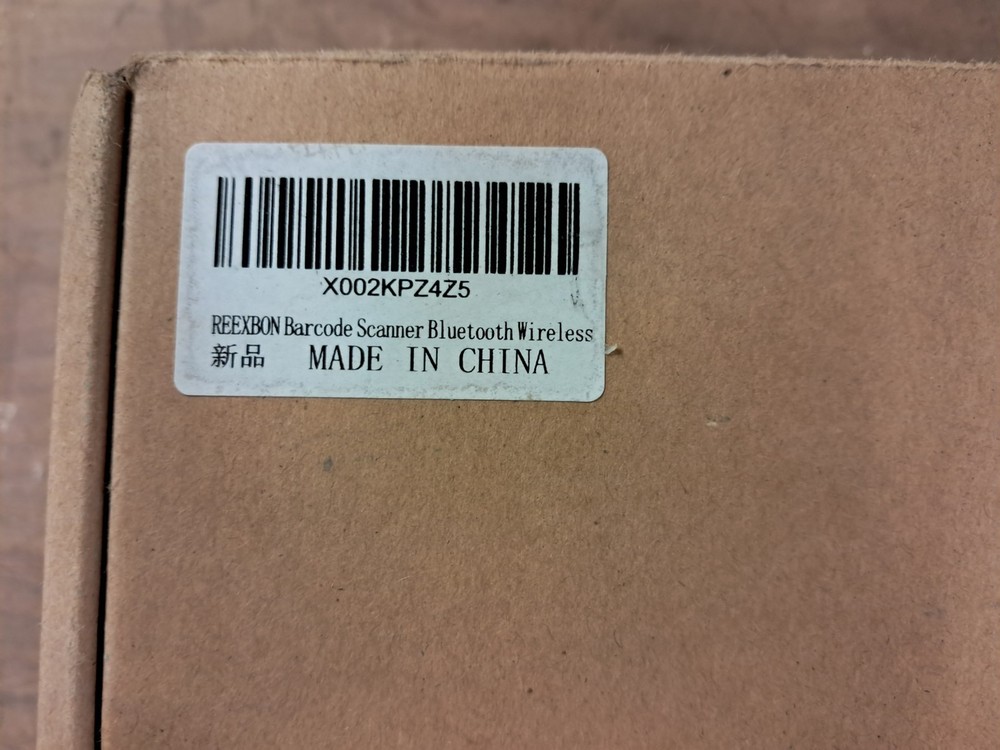 X002KPZ4Z5
REEXBON Barcode Scanner Bluetooth Wireless
新品 MADE IN CHINA